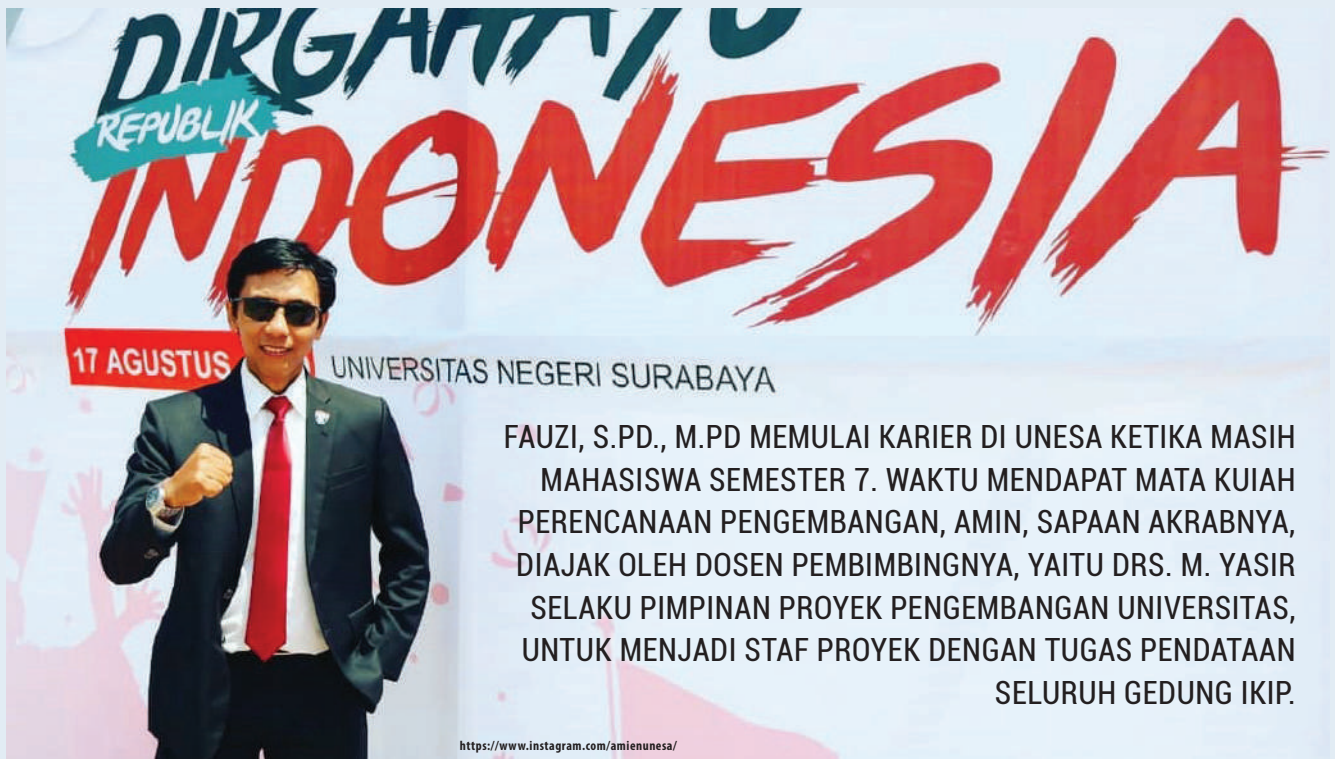 DIRGAHAYU
REPUBLIK
INDONESIA
17 AGUSTUS
UNIVERSITAS NEGERI SURABAYA
FAUZI, S.PD., M.PD MEMULAI KARIER DI UNESA KETIKA MASIH
MAHASISWA SEMESTER 7. WAKTU MENDAPAT MATA KUIAH
PERENCANAAN PENGEMBANGAN, AMIN, SAPAAN AKRABNYA,
DIAJAK OLEH DOSEN PEMBIMBINGNYA, YAITU DRS. M. YASIR
SELAKU PIMPINAN PROYEK PENGEMBANGAN UNIVERSITAS,
UNTUK MENJADI STAF PROYEK DENGAN TUGAS PENDATAAN
SELURUH GEDUNG IKIP.
https://www.instagram.com/amienunesa/